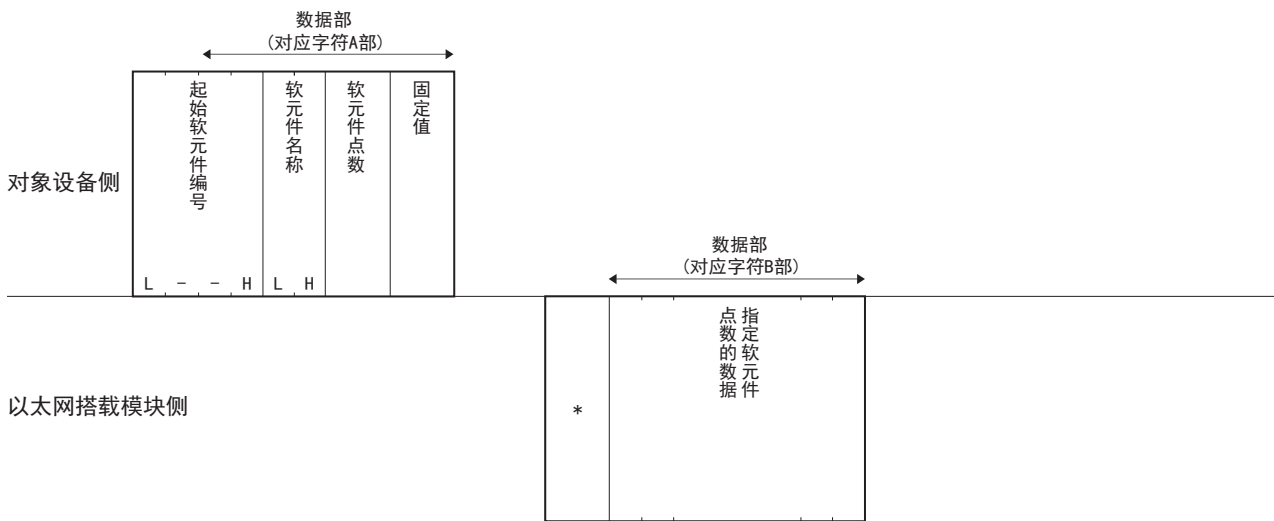 数据部
(对应字符A部)
对象设备侧
起始软元件编号
软元件名称
软元件点数
固定值
L - - H L H
数据部
(对应字符B部)
以太网搭载模块侧
*
指定软元件
点数的数据